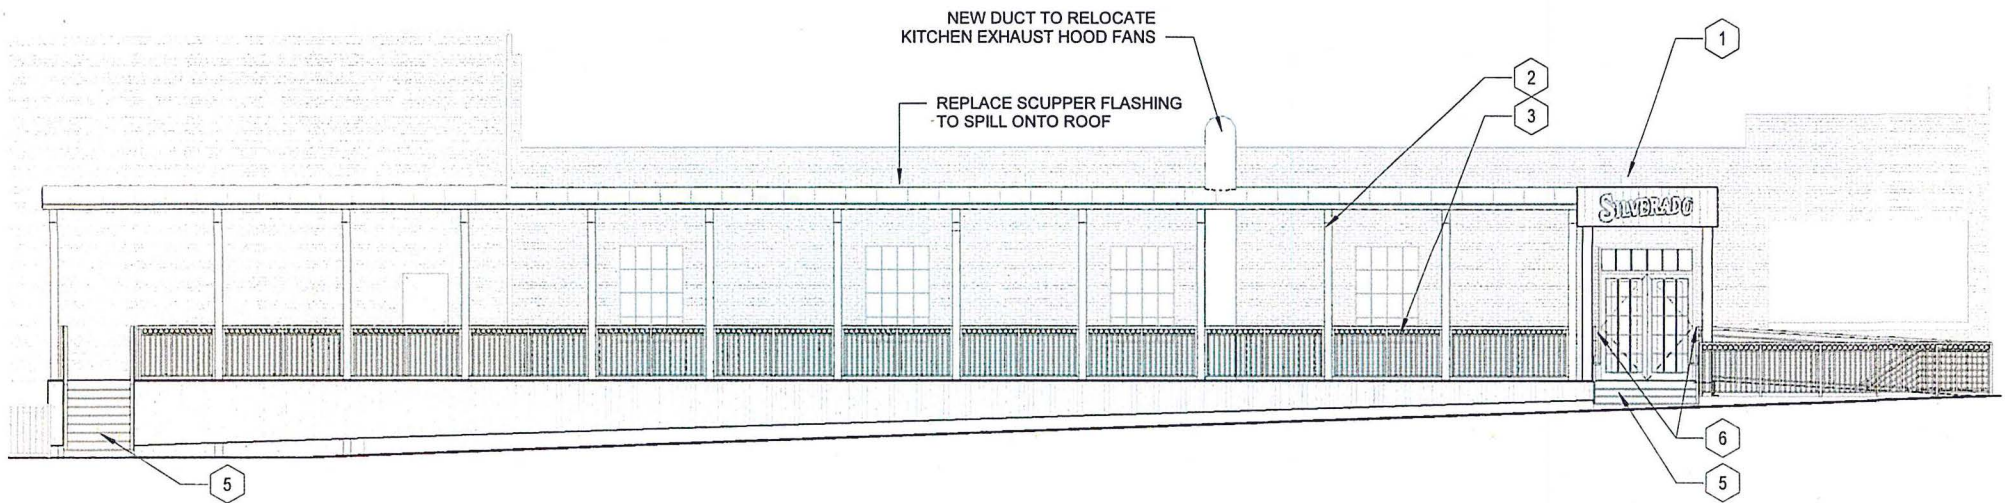 NEW DUCT TO RELOCATE
KITCHEN EXHAUST HOOD FANS
1
2
REPLACE SCUPPER FLASHING
TO SPILL ONTO ROOF
3
SILVERADO
6
5
5